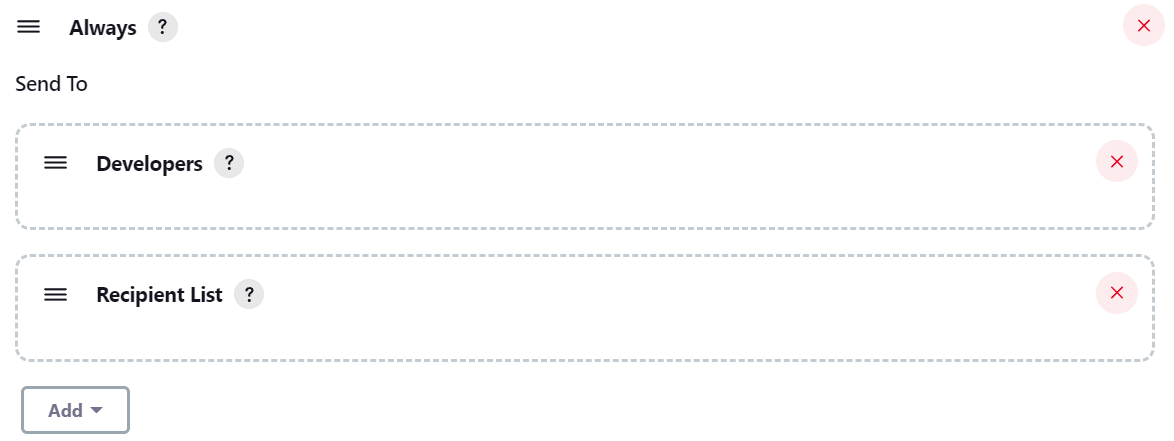 Always ?
Send To
Developers ?
Recipient List ?
Add